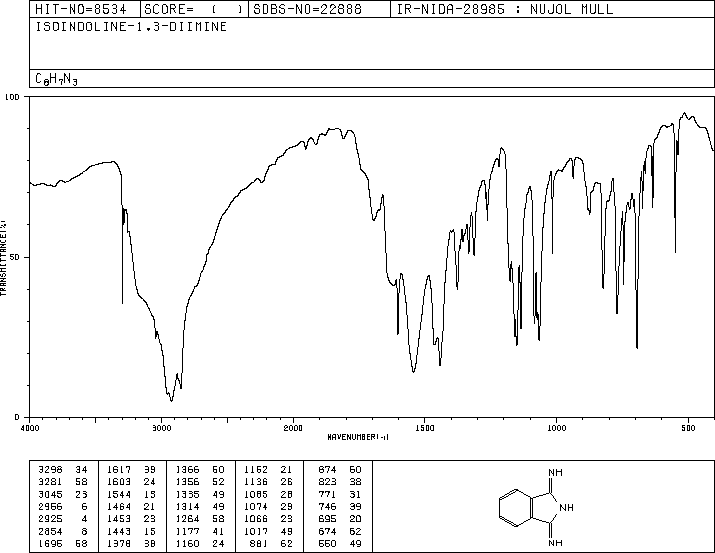 HIT-NO=8534 SCORE= ( ) SDBS-NO=22888 IR-NIDA-28985 : NUJOL MULL
ISOINDOLINE-1,3-DIIMINE
C8H7N3
100
TRANSMITTANCE(%)
50
0
4000 3000 2000 1500 1000 500
WAVENUMBER(-1)
3298 34 1617 39 1366 50 1152 21 874 60
3281 58 1603 24 1356 52 1136 26 823 38
3045 23 1544 13 1335 49 1085 28 771 31
2956 6 1464 21 1314 49 1074 29 746 39
2925 4 1453 23 1264 58 1066 23 695 20
2854 8 1443 15 1177 41 1017 49 674 62
1695 58 1378 38 1160 24 881 62 550 49
NH
NH
NH